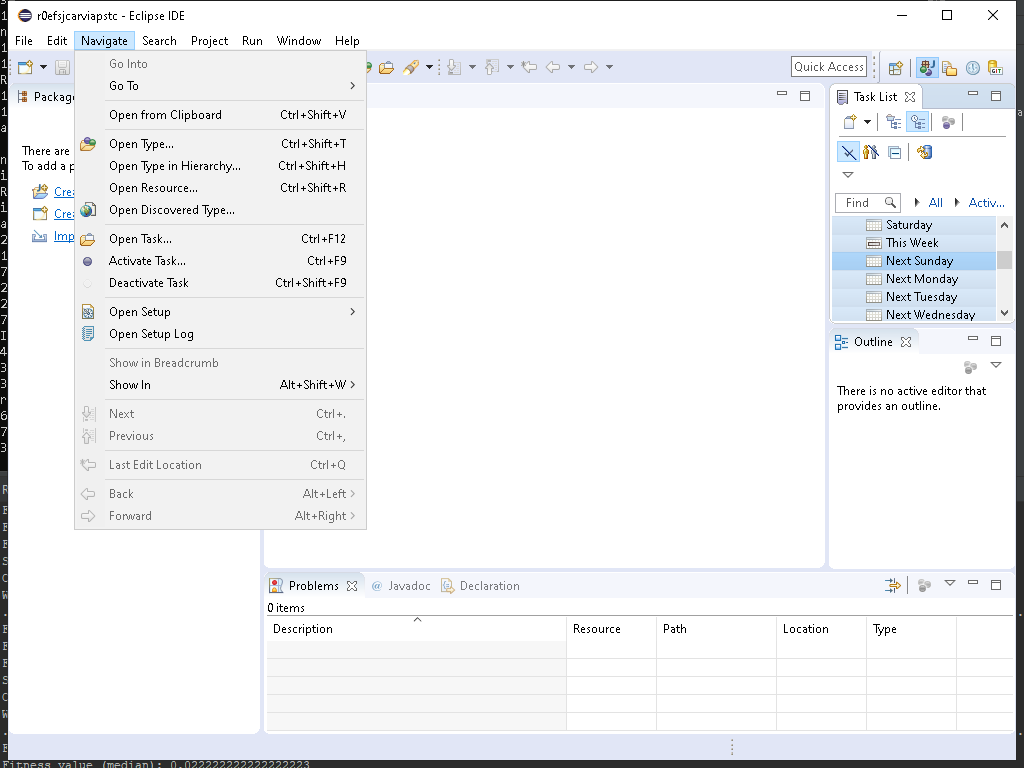 r0efsjcarviapstc - Eclipse IDE
File Edit Navigate Search Project Run Window Help
Quick Access
Go Into
Go To
Open from Clipboard Ctrl+Shift+V
Open Type... Ctrl+Shift+T
Open Type in Hierarchy... Ctrl+Shift+H
Open Resource... Ctrl+Shift+R
Open Discovered Type...
Open Task... Ctrl+F12
Activate Task... Ctrl+F9
Deactivate Task Ctrl+Shift+F9
Open Setup
Open Setup Log
Show in Breadcrumb
Show In Alt+Shift+W
Next Ctrl+.
Previous Ctrl+,
Last Edit Location Ctrl+Q
Back Alt+Left
Forward Alt+Right
Package
There are
To add a p
Crea
Crea
Imp
Task List
Find All Activ...
Saturday
This Week
Next Sunday
Next Monday
Next Tuesday
Next Wednesday
Outline
There is no active editor that
provides an outline.
Problems @ Javadoc Declaration
0 items
Description Resource Path Location Type
Fitness value (median): 0.022222222222222223